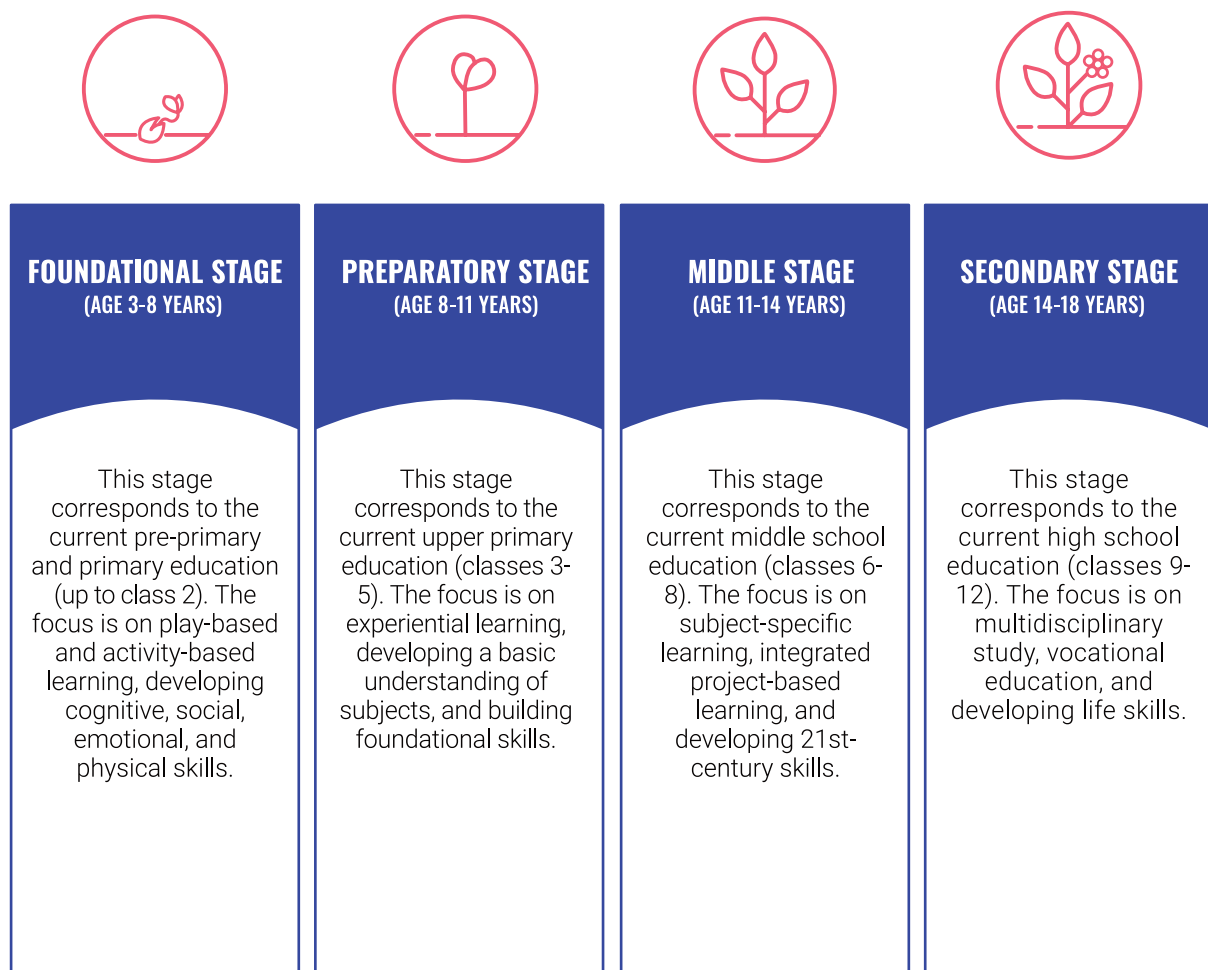 FOUNDATIONAL STAGE
(AGE 3-8 YEARS)
This stage
corresponds to the
current pre-primary
and primary education
(up to class 2). The
focus is on play-based
and activity-based
learning, developing
cognitive, social,
emotional, and
physical skills.
PREPARATORY STAGE
(AGE 8-11 YEARS)
This stage
corresponds to the
current upper primary
education (classes 3-
5). The focus is on
experiential learning,
developing a basic
understanding of
subjects, and building
foundational skills.
MIDDLE STAGE
(AGE 11-14 YEARS)
This stage
corresponds to the
current middle school
education (classes 6-
8). The focus is on
subject-specific
learning, integrated
project-based
learning, and
developing 21st-
century skills.
SECONDARY STAGE
(AGE 14-18 YEARS)
This stage
corresponds to the
current high school
education (classes 9-
12). The focus is on
multidisciplinary
study, vocational
education, and
developing life skills.